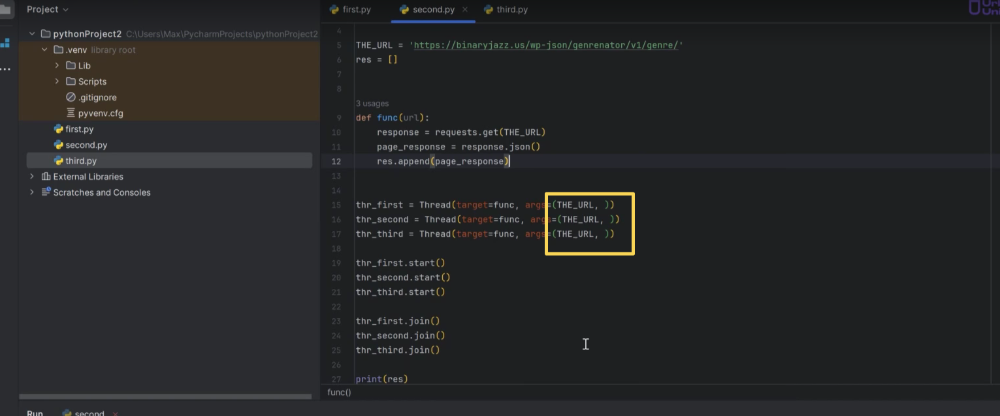 Project
first.py
second.py
third.py
pythonProject2 C:\Users\Max\PycharmProjects\pythonProject2
.venv library root
Lib
Scripts
.gitignore
pyvenv.cfg
first.py
second.py
third.py
External Libraries
Scratches and Consoles
4
5 THE_URL = 'https://binaryjazz.us/wp-json/genrenator/v1/genre/'
6 res = []
7
8
3 usages
9 def func(url):
10 response = requests.get(THE_URL)
11 page_response = response.json()
12 res.append(page_response)
13
14
15 thr_first = Thread(target=func, args=(THE_URL, ))
16 thr_second = Thread(target=func, args=(THE_URL, ))
17 thr_third = Thread(target=func, args=(THE_URL, ))
18
19 thr_first.start()
20 thr_second.start()
21 thr_third.start()
22
23 thr_first.join()
24 thr_second.join()
25 thr_third.join()
26
27 print(res)
func()
Run second